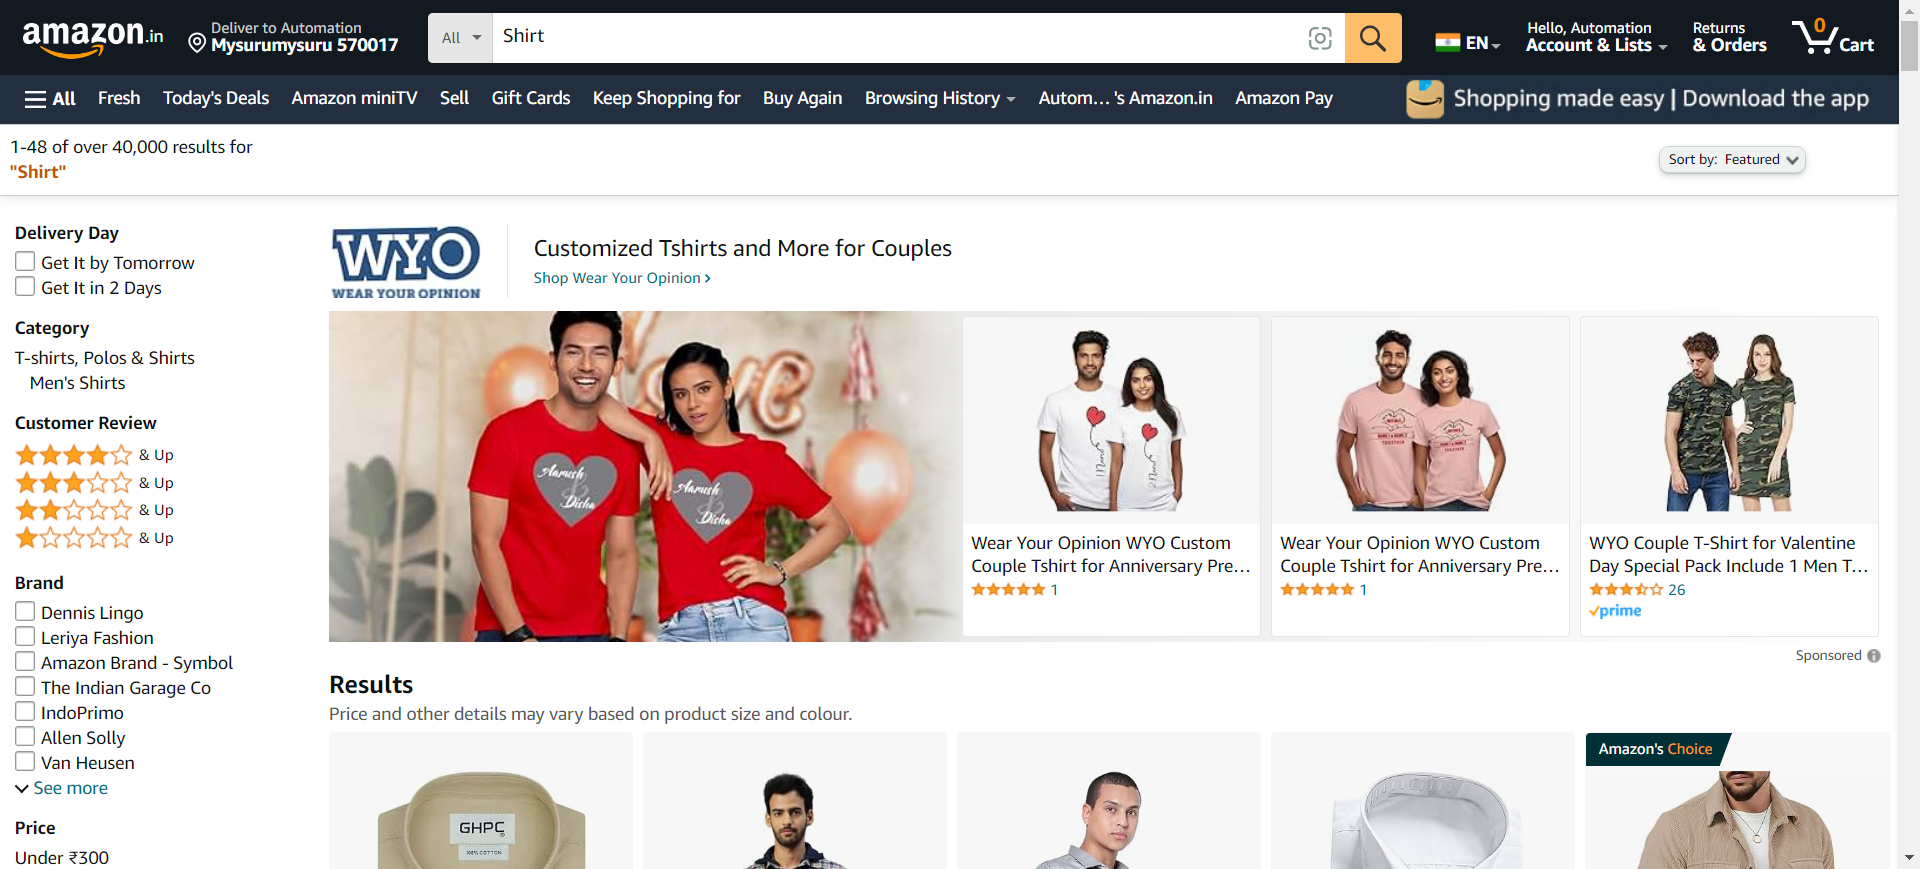 amazon.in
Deliver to Automation
Mysurumysuru 570017
All
Shirt
EN
Hello, Automation
Account & Lists
Returns
& Orders
0
Cart
All
Fresh
Today's Deals
Amazon miniTV
Sell
Gift Cards
Keep Shopping for
Buy Again
Browsing History
Autom... 's Amazon.in
Amazon Pay
Shopping made easy | Download the app
1-48 of over 40,000 results for
"Shirt"
Sort by: Featured
Delivery Day
Get It by Tomorrow
Get It in 2 Days
Category
T-shirts, Polos & Shirts
Men's Shirts
Customer Review
& Up
& Up
& Up
& Up
Brand
Dennis Lingo
Leriya Fashion
Amazon Brand - Symbol
The Indian Garage Co
IndoPrimo
Allen Solly
Van Heusen
See more
Price
Under ₹300
WYO
WEAR YOUR OPINION
Customized Tshirts and More for Couples
Shop Wear Your Opinion ›
Love
Aarush
&
Disha
Aarush
&
Disha
Wear Your Opinion WYO Custom
Couple Tshirt for Anniversary Pre...
1
TOGETHER
TOGETHER
Wear Your Opinion WYO Custom
Couple Tshirt for Anniversary Pre...
1
WYO Couple T-Shirt for Valentine
Day Special Pack Include 1 Men T...
26
prime
Sponsored
Results
Price and other details may vary based on product size and colour.
GHPC
100% COTTON
Amazon's Choice